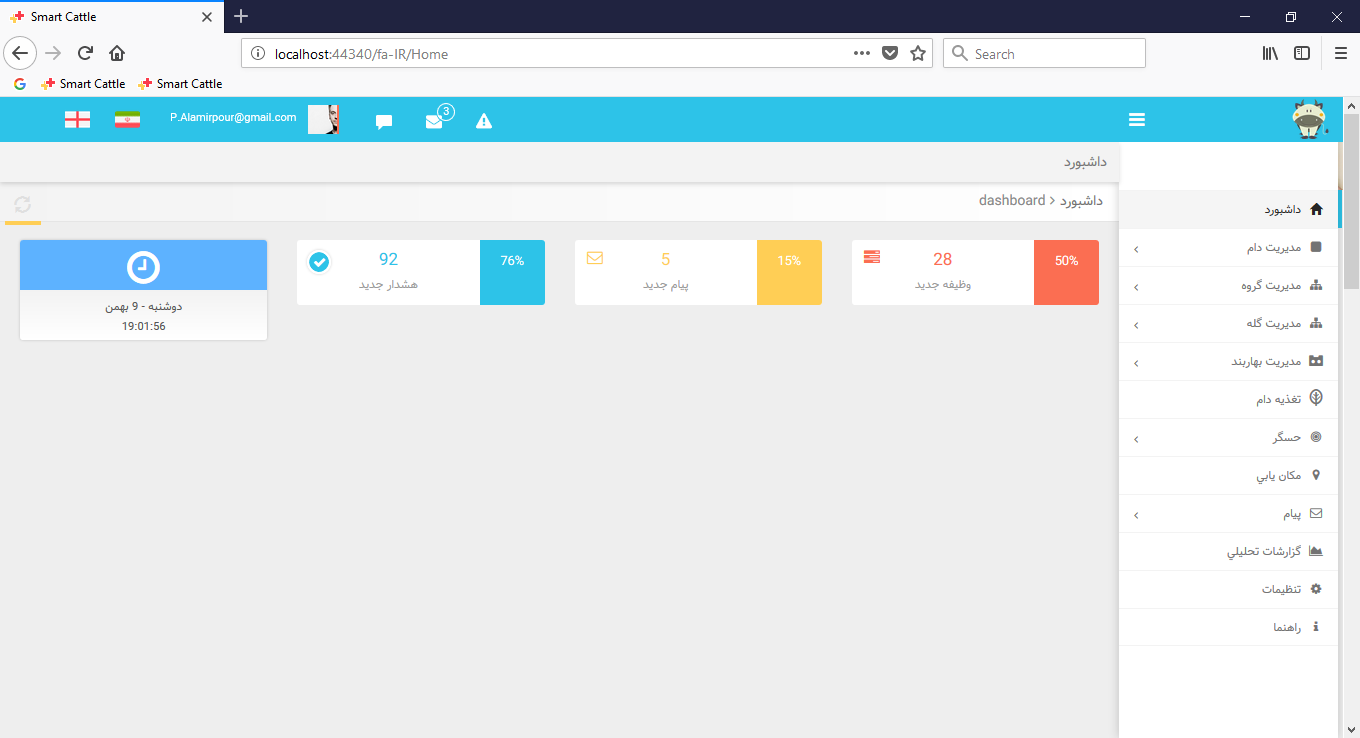 Smart Cattle
localhost:44340/fa-IR/Home
Search
Smart Cattle
Smart Cattle
P.Alamirpour@gmail.com
3
داشبورد
داشبورد > dashboard
50%
28
وظیفه جدید
15%
5
پیام جدید
76%
92
هشدار جدید
دوشنبه - 9 بهمن
19:01:56
داشبورد
مدیریت دام
مدیریت گروه
مدیریت گله
مدیریت بهاربند
تغذیه دام
حسگر
مکان يابي
پیام
گزارشات تحليلي
تنظیمات
راهنما